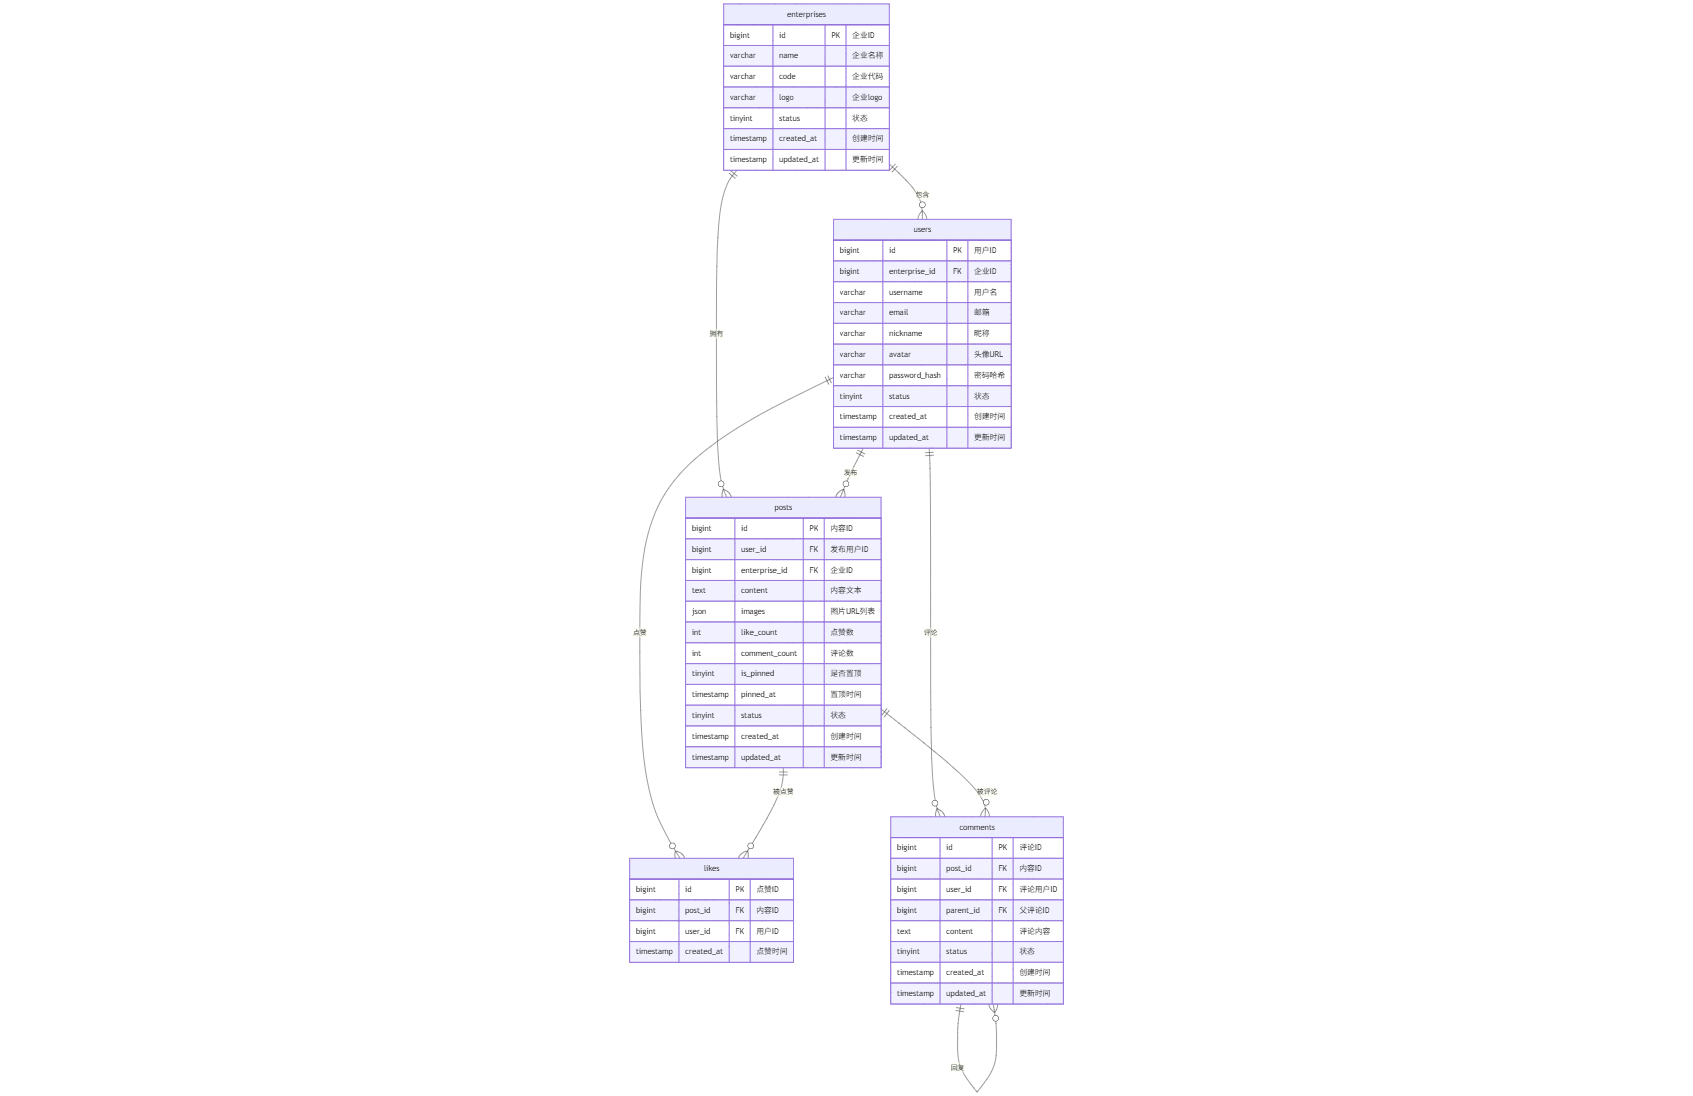 enterprises
bigint id PK 企业ID
varchar name 企业名称
varchar code 企业代码
varchar logo 企业logo
tinyint status 状态
timestamp created_at 创建时间
timestamp updated_at 更新时间
包含
users
bigint id PK 用户ID
bigint enterprise_id FK 企业ID
varchar username 用户名
varchar email 邮箱
varchar nickname 昵称
varchar avatar 头像URL
varchar password_hash 密码哈希
tinyint status 状态
timestamp created_at 创建时间
timestamp updated_at 更新时间
拥有
发布
posts
bigint id PK 内容ID
bigint user_id FK 发布用户ID
bigint enterprise_id FK 企业ID
text content 内容文本
json images 图片URL列表
int like_count 点赞数
int comment_count 评论数
tinyint is_pinned 是否置顶
timestamp pinned_at 置顶时间
tinyint status 状态
timestamp created_at 创建时间
timestamp updated_at 更新时间
点赞
评论
被点赞
被评论
likes
bigint id PK 点赞ID
bigint post_id FK 内容ID
bigint user_id FK 用户ID
timestamp created_at 点赞时间
comments
bigint id PK 评论ID
bigint post_id FK 内容ID
bigint user_id FK 评论用户ID
bigint parent_id FK 父评论ID
text content 评论内容
tinyint status 状态
timestamp created_at 创建时间
timestamp updated_at 更新时间
回复